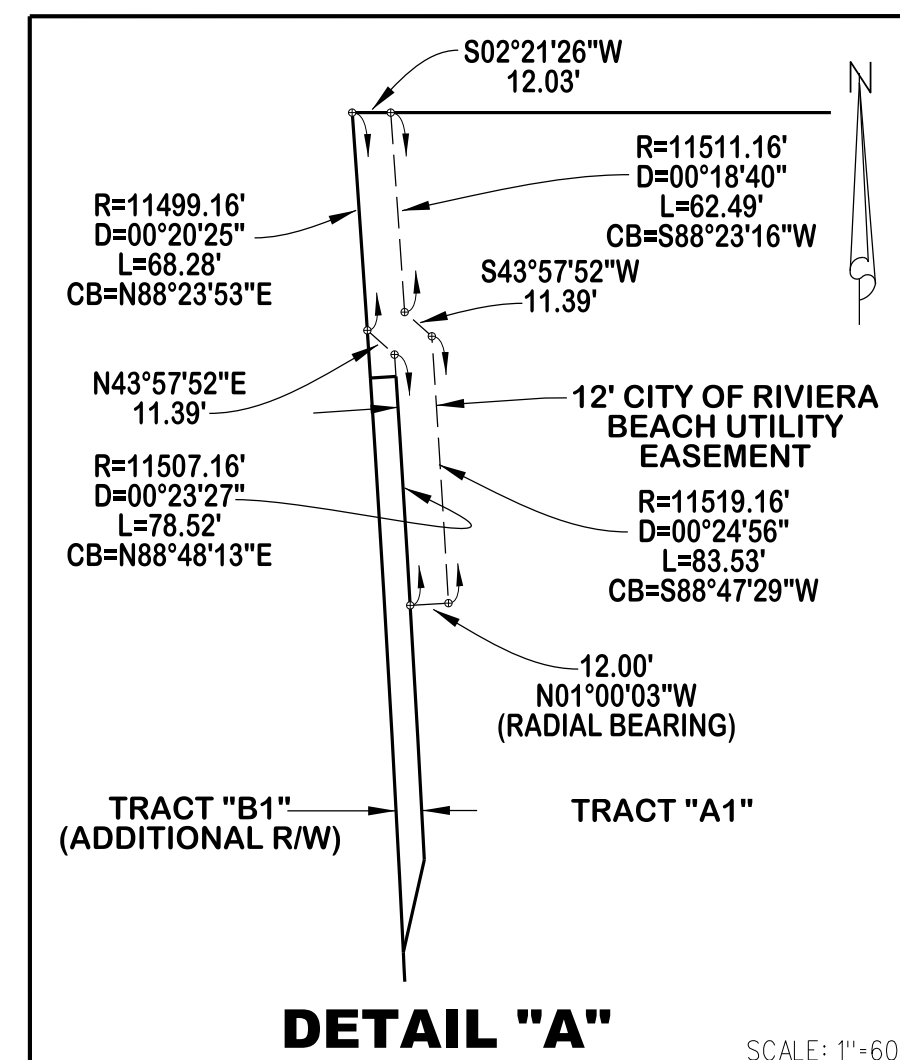 S02°21'26"W
12.03'
N
R=11511.16'
D=00°18'40"
L=62.49'
CB=S88°23'16"W
R=11499.16'
D=00°20'25"
L=68.28'
CB=N88°23'53"E
S43°57'52"W
11.39'
N43°57'52"E
11.39'
12' CITY OF RIVIERA
BEACH UTILITY
EASEMENT
R=11507.16'
D=00°23'27"
L=78.52'
CB=N88°48'13"E
R=11519.16'
D=00°24'56"
L=83.53'
CB=S88°47'29"W
12.00'
N01°00'03"W
(RADIAL BEARING)
TRACT "B1"
(ADDITIONAL R/W)
TRACT "A1"
DETAIL "A"
SCALE: 1"=60